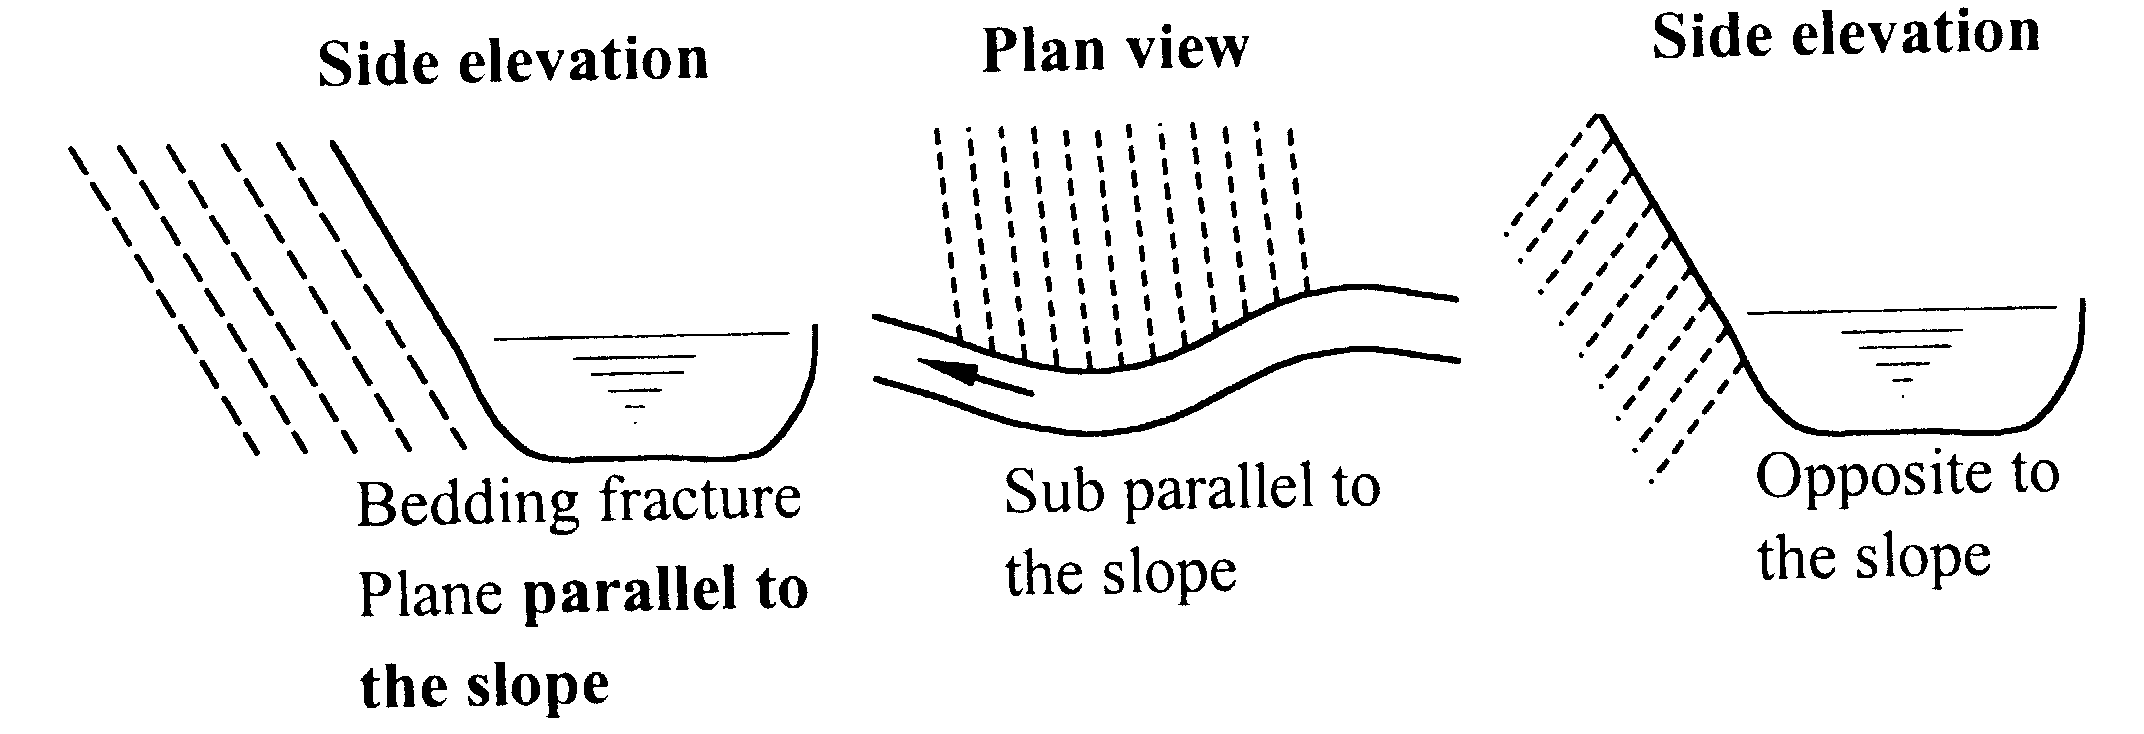 Side elevation
Plan view
Side elevation
Bedding fracture
Plane parallel to
the slope
Sub parallel to
the slope
Opposite to
the slope